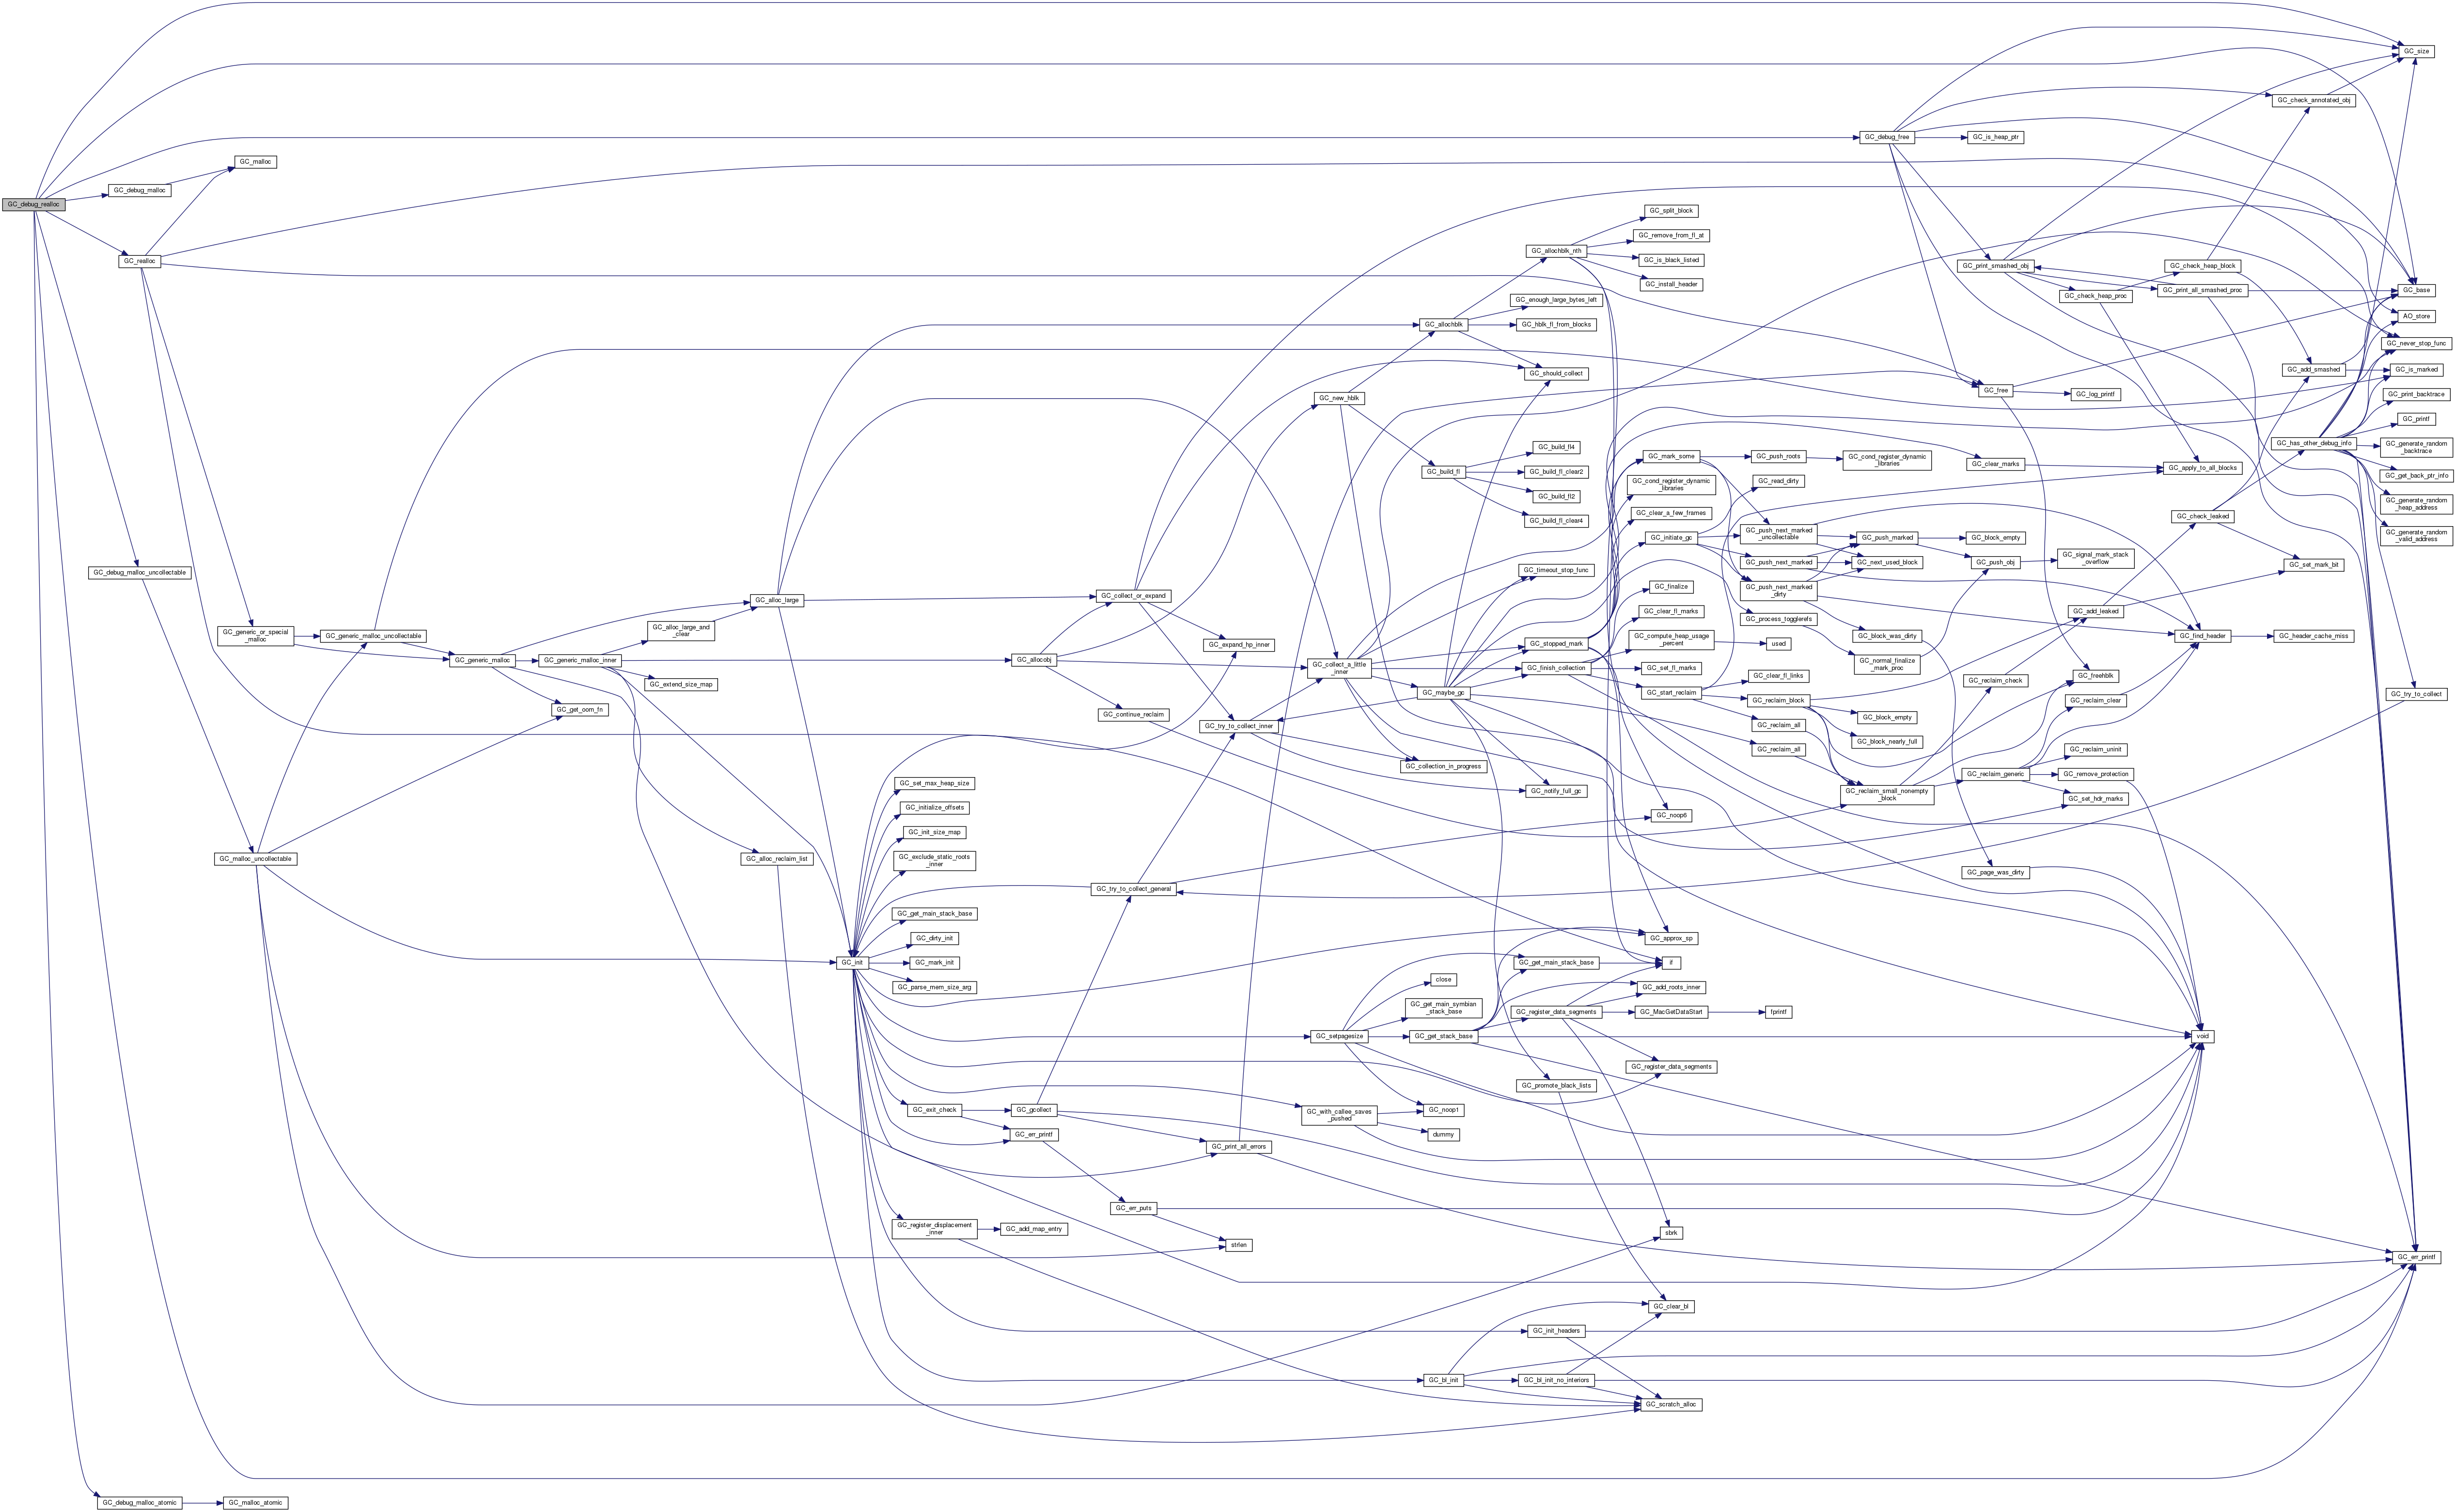 GC_debug_realloc
GC_debug_malloc
GC_malloc
GC_realloc
GC_debug_malloc_uncollectable
GC_generic_or_special
_malloc
GC_malloc_uncollectable
GC_debug_malloc_atomic
GC_malloc_atomic
GC_generic_malloc_uncollectable
GC_generic_malloc
GC_generic_malloc_inner
GC_get_oom_fn
GC_alloc_large_and
_clear
GC_extend_size_map
GC_alloc_large
GC_alloc_reclaim_list
GC_init
GC_set_max_heap_size
GC_initialize_offsets
GC_init_size_map
GC_exclude_static_roots
_inner
GC_get_main_stack_base
GC_dirty_init
GC_mark_init
GC_parse_mem_size_arg
GC_exit_check
GC_register_displacement
_inner
GC_add_map_entry
GC_gcollect
GC_err_printf
GC_allocobj
GC_collect_or_expand
GC_continue_reclaim
GC_try_to_collect_general
GC_err_puts
GC_expand_hp_inner
GC_try_to_collect_inner
GC_print_all_errors
strlen
GC_new_hblk
GC_collect_a_little
_inner
GC_setpagesize
GC_allochblk
GC_build_fl
GC_maybe_gc
GC_collection_in_progress
close
GC_get_main_symbian
_stack_base
GC_get_stack_base
GC_noop1
dummy
GC_bl_init
GC_allochblk_nth
GC_enough_large_bytes_left
GC_hblk_fl_from_blocks
GC_should_collect
GC_build_fl4
GC_build_fl_clear2
GC_build_fl2
GC_build_fl_clear4
GC_timeout_stop_func
GC_stopped_mark
GC_finish_collection
GC_notify_full_gc
GC_get_main_stack_base
GC_register_data_segments
GC_promote_black_lists
GC_with_callee_saves
_pushed
GC_init_headers
GC_bl_init_no_interiors
GC_split_block
GC_remove_from_fl_at
GC_is_black_listed
GC_install_header
GC_mark_some
GC_cond_register_dynamic
_libraries
GC_clear_a_few_frames
GC_initiate_gc
GC_finalize
GC_clear_fl_marks
GC_compute_heap_usage
_percent
GC_set_fl_marks
GC_start_reclaim
GC_noop6
GC_approx_sp
if
GC_add_roots_inner
GC_MacGetDataStart
GC_register_data_segments
sbrk
GC_clear_bl
GC_scratch_alloc
GC_push_roots
GC_read_dirty
GC_push_next_marked
_uncollectable
GC_push_next_marked
GC_push_next_marked
_dirty
GC_process_togglerefs
used
GC_clear_fl_links
GC_reclaim_block
GC_reclaim_all
GC_reclaim_all
fprintf
GC_debug_free
GC_cond_register_dynamic
_libraries
GC_push_marked
GC_next_used_block
GC_block_was_dirty
GC_normal_finalize
_mark_proc
GC_block_empty
GC_block_nearly_full
GC_reclaim_small_nonempty
_block
GC_is_heap_ptr
GC_print_smashed_obj
GC_free
GC_clear_marks
GC_block_empty
GC_push_obj
GC_reclaim_check
GC_reclaim_generic
GC_page_was_dirty
GC_check_heap_proc
GC_log_printf
GC_signal_mark_stack
_overflow
GC_add_leaked
GC_freehblk
GC_reclaim_clear
GC_reclaim_uninit
GC_remove_protection
GC_set_hdr_marks
GC_check_annotated_obj
GC_check_heap_block
GC_print_all_smashed_proc
GC_apply_to_all_blocks
GC_check_leaked
GC_find_header
void
GC_add_smashed
GC_has_other_debug_info
GC_set_mark_bit
GC_header_cache_miss
GC_size
GC_base
AO_store
GC_never_stop_func
GC_is_marked
GC_print_backtrace
GC_printf
GC_generate_random
_backtrace
GC_get_back_ptr_info
GC_generate_random
_heap_address
GC_generate_random
_valid_address
GC_try_to_collect
GC_err_printf